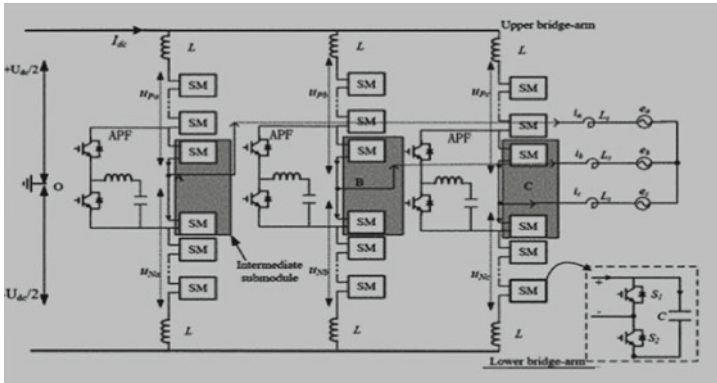 Upper bridge-arm
I_dc
L
L
L
+U_dc/2
u_Pa
u_Pb
u_Pc
SM
SM
SM
SM
SM
SM
APF
APF
APF
SM
SM
SM
i_a
L_s
e_a
i_b
L_s
e_b
i_c
L_s
e_c
O
A
B
C
SM
SM
SM
Intermediate
submodule
SM
SM
SM
u_Na
u_Nb
u_Nc
SM
SM
SM
-U_dc/2
L
L
L
+
-
S_1
S_2
C
Lower bridge-arm